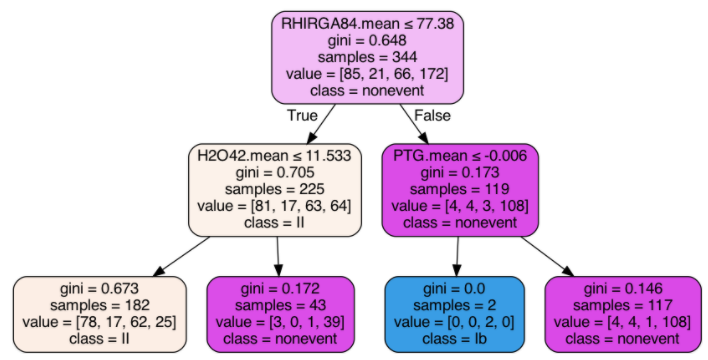 RHIRGA84.mean ≤ 77.38
gini = 0.648
samples = 344
value = [85, 21, 66, 172]
class = nonevent
True
False
H2O42.mean ≤ 11.533
gini = 0.705
samples = 225
value = [81, 17, 63, 64]
class = II
PTG.mean ≤ -0.006
gini = 0.173
samples = 119
value = [4, 4, 3, 108]
class = nonevent
gini = 0.673
samples = 182
value = [78, 17, 62, 25]
class = II
gini = 0.172
samples = 43
value = [3, 0, 1, 39]
class = nonevent
gini = 0.0
samples = 2
value = [0, 0, 2, 0]
class = Ib
gini = 0.146
samples = 117
value = [4, 4, 1, 108]
class = nonevent